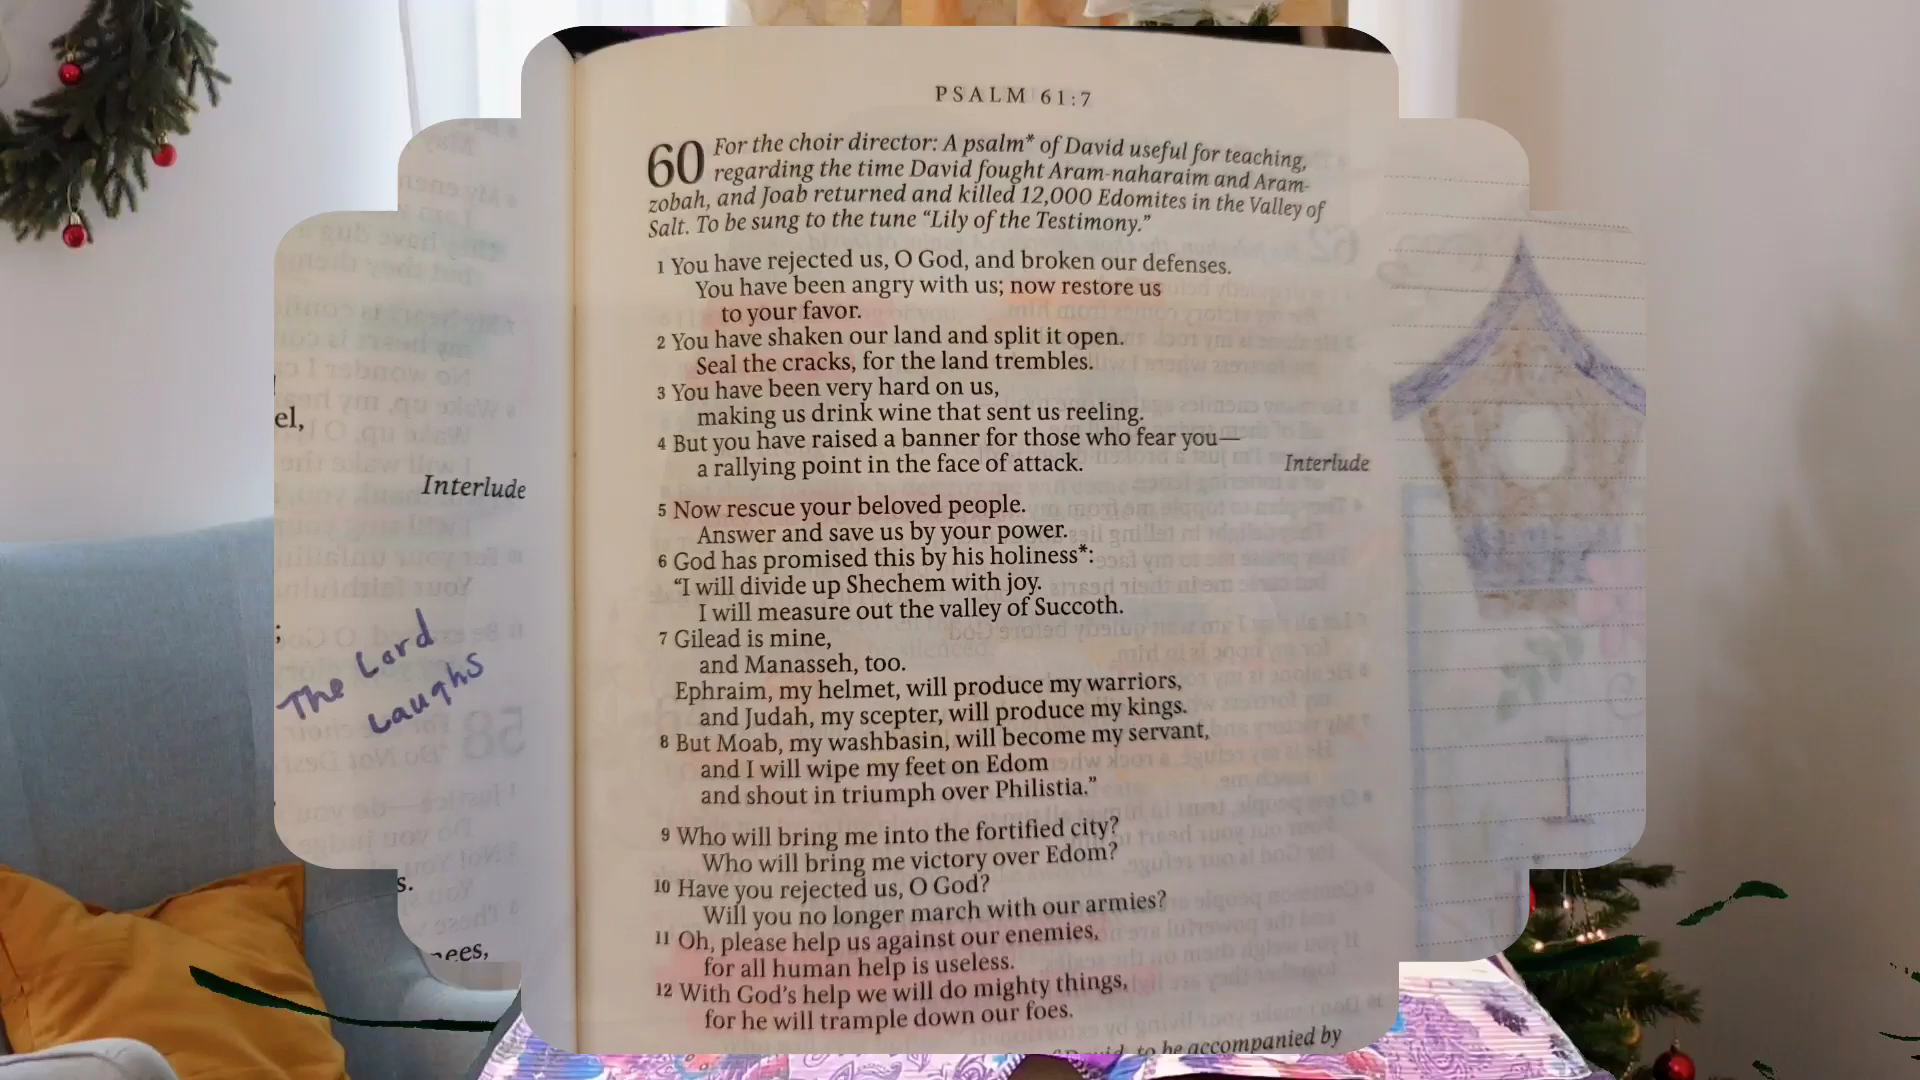 el,
Interlude
;
The Lord
Laughs
s.
nees,
PSALM 61:7
60 For the choir director: A psalm* of David useful for teaching,
regarding the time David fought Aram-naharaim and Aram-
zobah, and Joab returned and killed 12,000 Edomites in the Valley of
Salt. To be sung to the tune “Lily of the Testimony.”
1 You have rejected us, O God, and broken our defenses.
You have been angry with us; now restore us
to your favor.
2 You have shaken our land and split it open.
Seal the cracks, for the land trembles.
3 You have been very hard on us,
making us drink wine that sent us reeling.
4 But you have raised a banner for those who fear you—
a rallying point in the face of attack. Interlude
5 Now rescue your beloved people.
Answer and save us by your power.
6 God has promised this by his holiness*:
“I will divide up Shechem with joy.
I will measure out the valley of Succoth.
7 Gilead is mine,
and Manasseh, too.
Ephraim, my helmet, will produce my warriors,
and Judah, my scepter, will produce my kings.
8 But Moab, my washbasin, will become my servant,
and I will wipe my feet on Edom
and shout in triumph over Philistia.”
9 Who will bring me into the fortified city?
Who will bring me victory over Edom?
10 Have you rejected us, O God?
Will you no longer march with our armies?
11 Oh, please help us against our enemies,
for all human help is useless.
12 With God’s help we will do mighty things,
for he will trample down our foes.
David, to be accompanied by